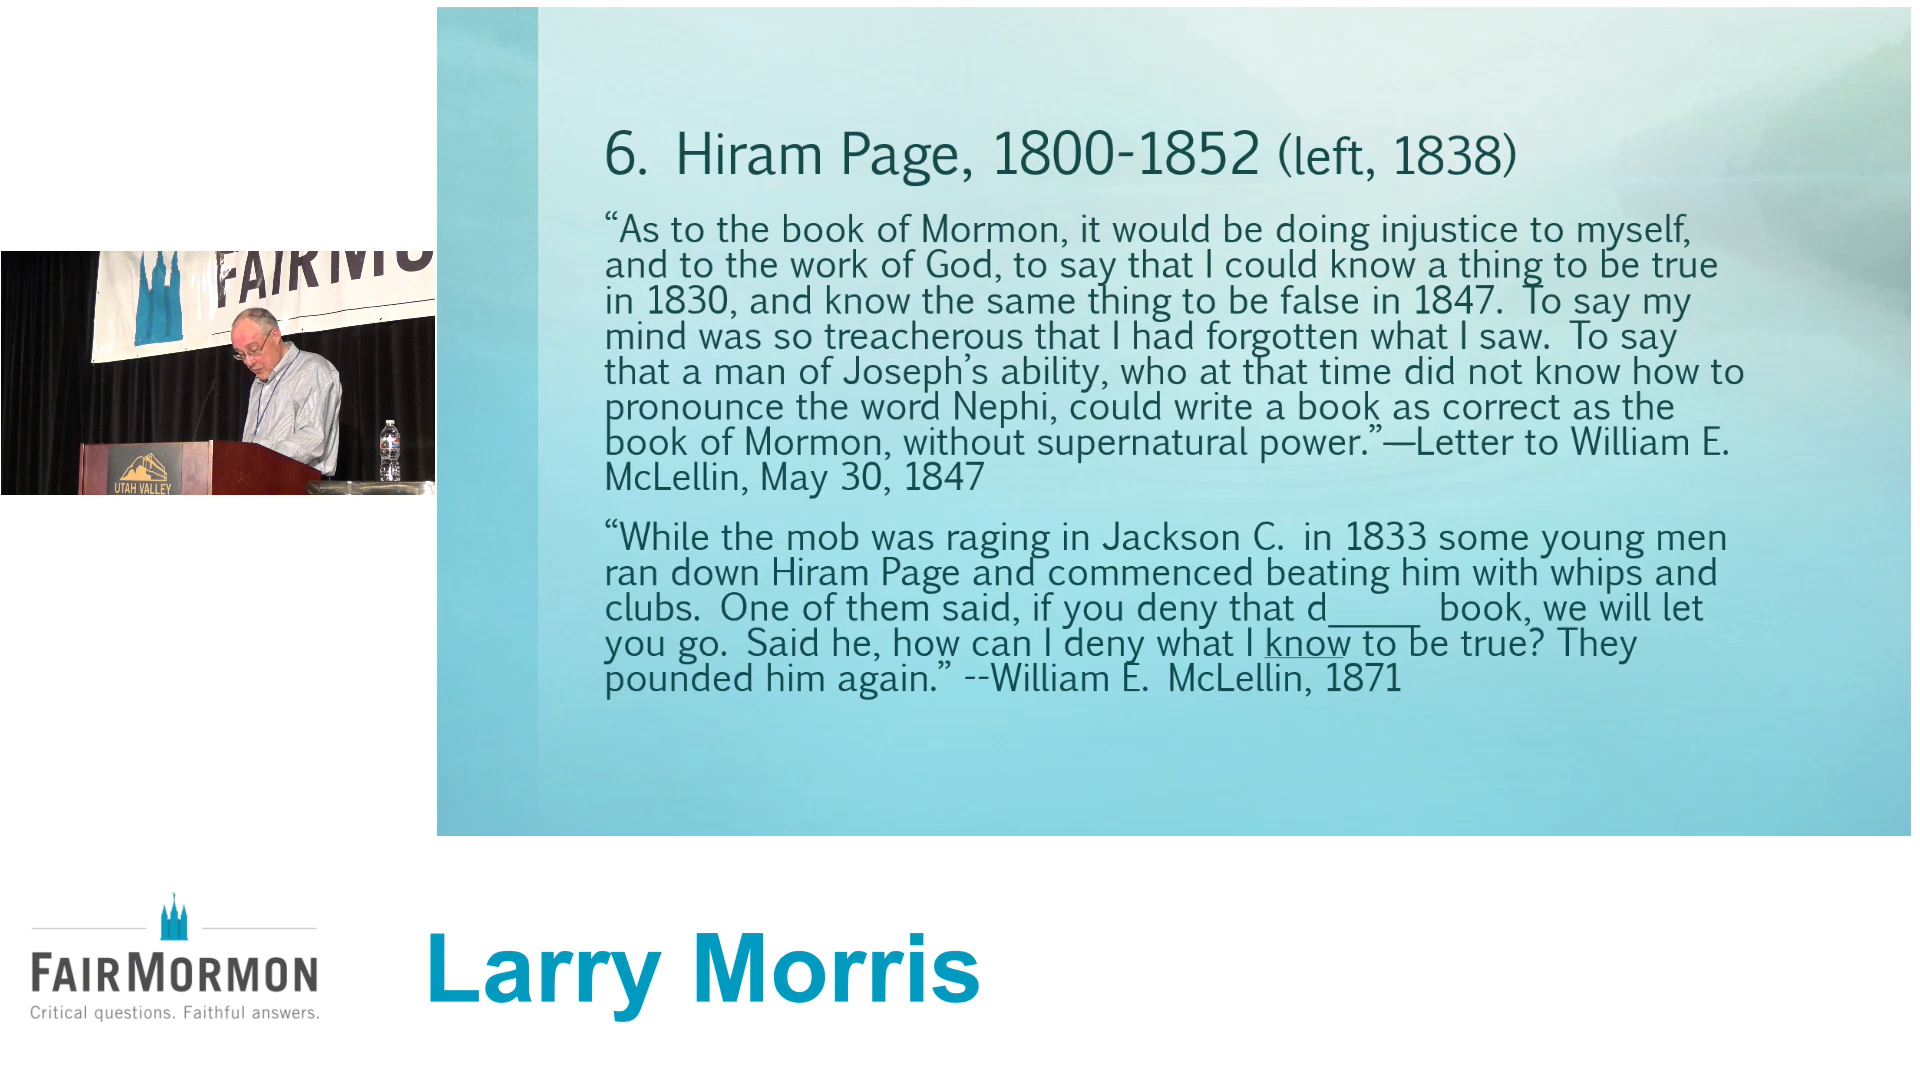 6. Hiram Page, 1800-1852 (left, 1838)
“As to the book of Mormon, it would be doing injustice to myself,
and to the work of God, to say that I could know a thing to be true
in 1830, and know the same thing to be false in 1847. To say my
mind was so treacherous that I had forgotten what I saw. To say
that a man of Joseph’s ability, who at that time did not know how to
pronounce the word Nephi, could write a book as correct as the
book of Mormon, without supernatural power.”—Letter to William E.
McLellin, May 30, 1847
“While the mob was raging in Jackson C. in 1833 some young men
ran down Hiram Page and commenced beating him with whips and
clubs. One of them said, if you deny that d_____ book, we will let
you go. Said he, how can I deny what I know to be true? They
pounded him again.” --William E. McLellin, 1871
FAIRMO
UTAH VALLEY
FAIRMORMON
Critical questions. Faithful answers.
Larry Morris